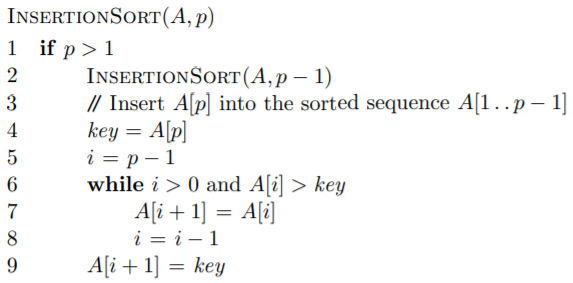 INSERTIONSORT(A, p)
1 if p > 1
2 INSERTIONSORT(A, p − 1)
3 // Insert A[p] into the sorted sequence A[1 . . p − 1]
4 key = A[p]
5 i = p − 1
6 while i > 0 and A[i] > key
7 A[i + 1] = A[i]
8 i = i − 1
9 A[i + 1] = key